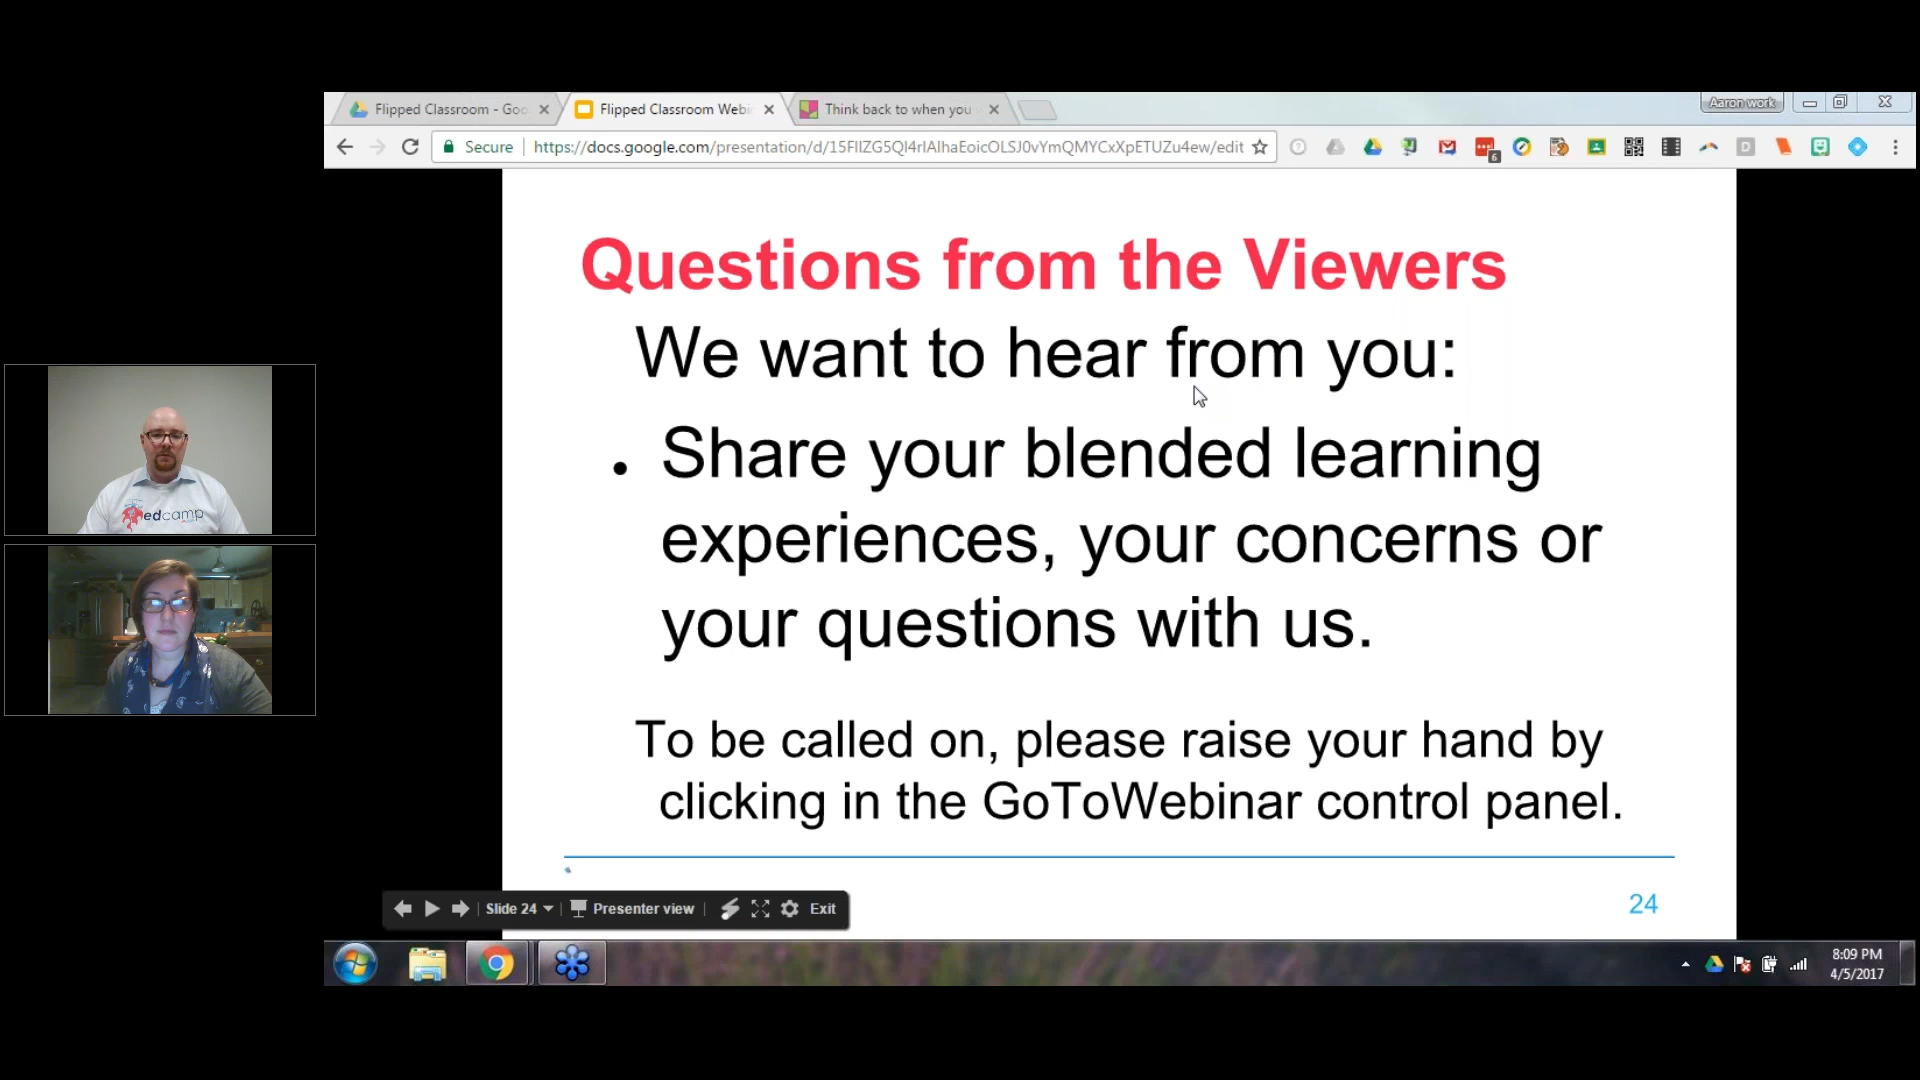 Flipped Classroom - Goo
Flipped Classroom Webi
Think back to when you
Aaron work
Secure
https://docs.google.com/presentation/d/
/edit
6
D
Questions from the Viewers
We want to hear from you:
• Share your blended learning
experiences, your concerns or
your questions with us.
To be called on, please raise your hand by
clicking in the GoToWebinar control panel.
edcamp
24
Slide 24
Presenter view
Exit
8:09 PM
4/5/2017